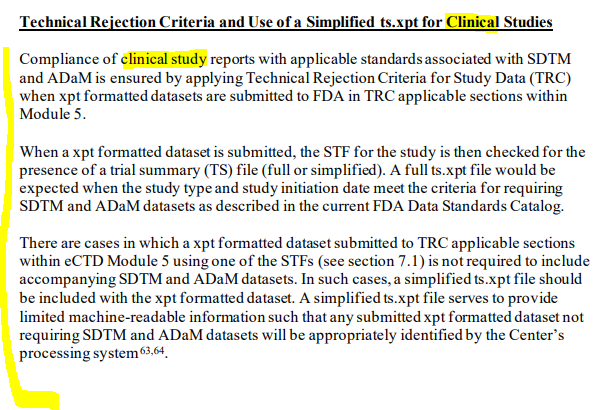 Technical Rejection Criteria and Use of a Simplified ts.xpt for Clinical Studies
Compliance of clinical study reports with applicable standards associated with SDTM
and ADaM is ensured by applying Technical Rejection Criteria for Study Data (TRC)
when xpt formatted datasets are submitted to FDA in TRC applicable sections within
Module 5.
When a xpt formatted dataset is submitted, the STF for the study is then checked for the
presence of a trial summary (TS) file (full or simplified). A full ts.xpt file would be
expected when the study type and study initiation date meet the criteria for requiring
SDTM and ADaM datasets as described in the current FDA Data Standards Catalog.
There are cases in which a xpt formatted dataset submitted to TRC applicable sections
within eCTD Module 5 using one of the STFs (see section 7.1) is not required to include
accompanying SDTM and ADaM datasets. In such cases, a simplified ts.xpt file should
be included with the xpt formatted dataset. A simplified ts.xpt file serves to provide
limited machine-readable information such that any submitted xpt formatted dataset not
requiring SDTM and ADaM datasets will be appropriately identified by the Center's
processing system63,64.